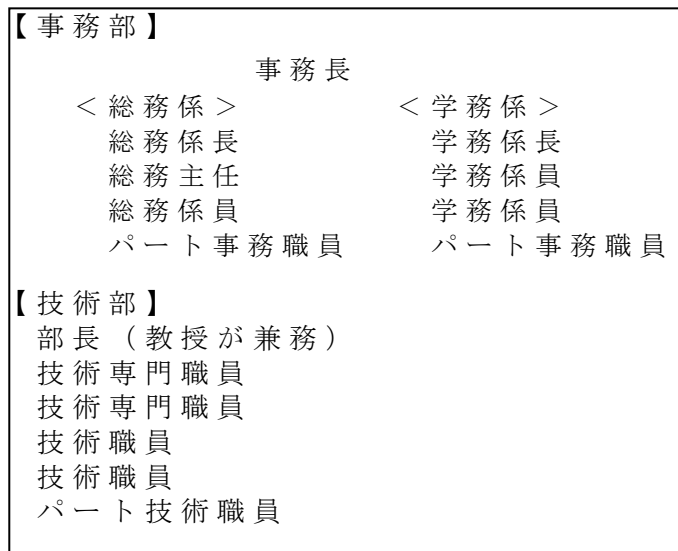 【事務部】
事務長
＜総務係＞ ＜学務係＞
総務係長 学務係長
総務主任 学務係員
総務係員 学務係員
パート事務職員 パート事務職員
【技術部】
部長（教授が兼務）
技術専門職員
技術専門職員
技術職員
技術職員
パート技術職員